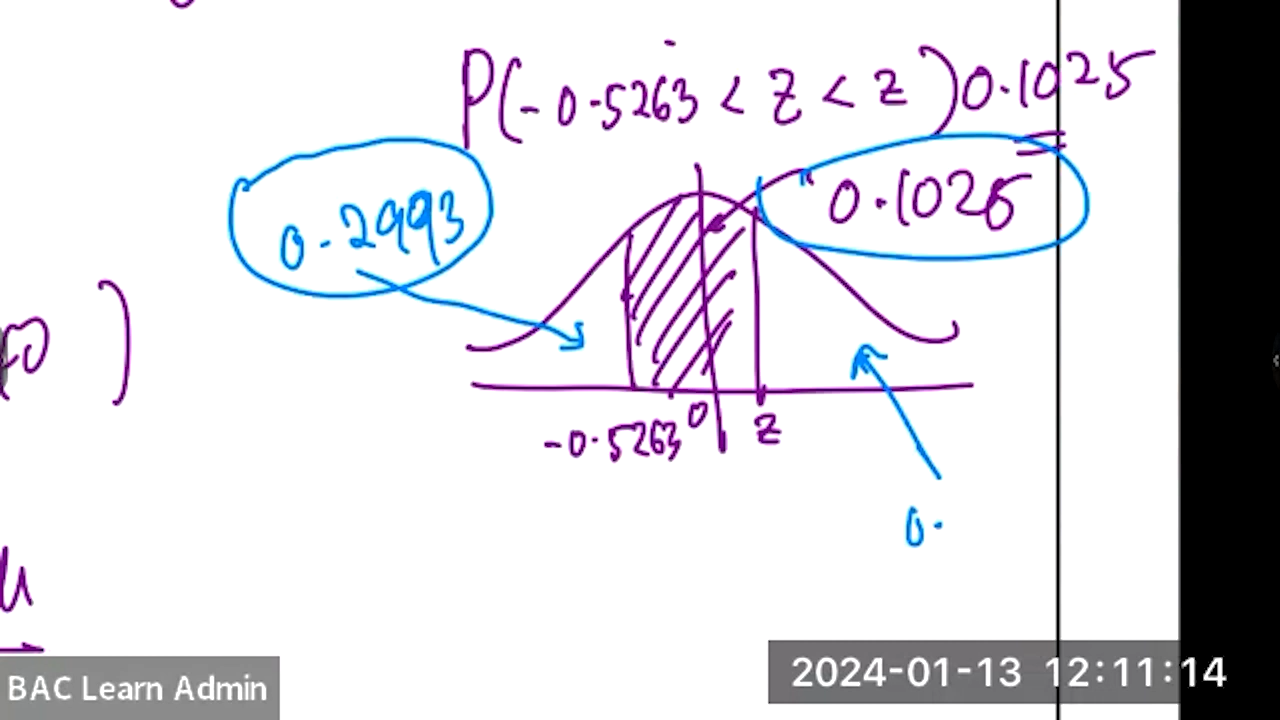 P(-0.5263 < Z < z) 0.1025
0.2993
0.1025
-0.5263 0 z
0.
μ
BAC Learn Admin
2024-01-13 12:11:14